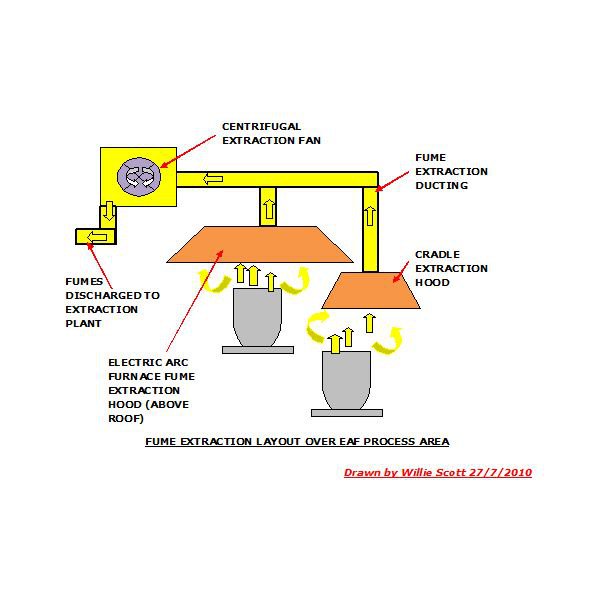 CENTRIFUGAL
EXTRACTION FAN
FUME
EXTRACTION
DUCTING
CRADLE
EXTRACTION
HOOD
FUMES
DISCHARGED TO
EXTRACTION
PLANT
ELECTRIC ARC
FURNACE FUME
EXTRACTION
HOOD (ABOVE
ROOF)
FUME EXTRACTION LAYOUT OVER EAF PROCESS AREA
Drawn by Willie Scott 27/7/2010